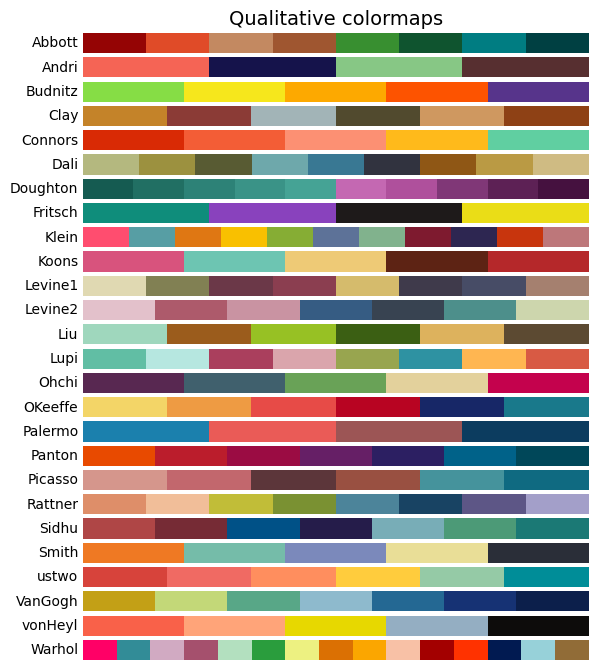 Qualitative colormaps
Abbott
Andri
Budnitz
Clay
Connors
Dali
Doughton
Fritsch
Klein
Koons
Levine1
Levine2
Liu
Lupi
Ohchi
OKeeffe
Palermo
Panton
Picasso
Rattner
Sidhu
Smith
ustwo
VanGogh
vonHeyl
Warhol